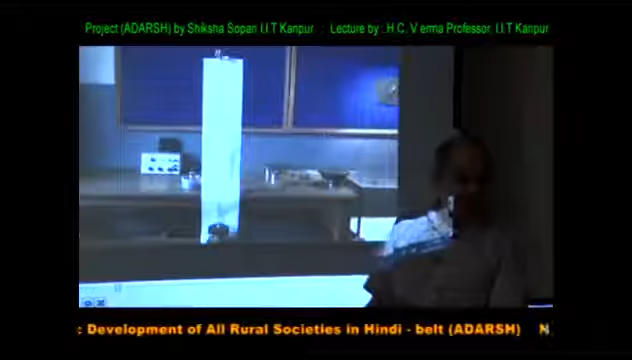 Project (ADARSH) by Shiksha Sopan I.I.T Kanpur : Lecture by :.H.C. V erma Professor, I.I.T Kanpur
: Development of All Rural Societies in Hindi - belt (ADARSH) N